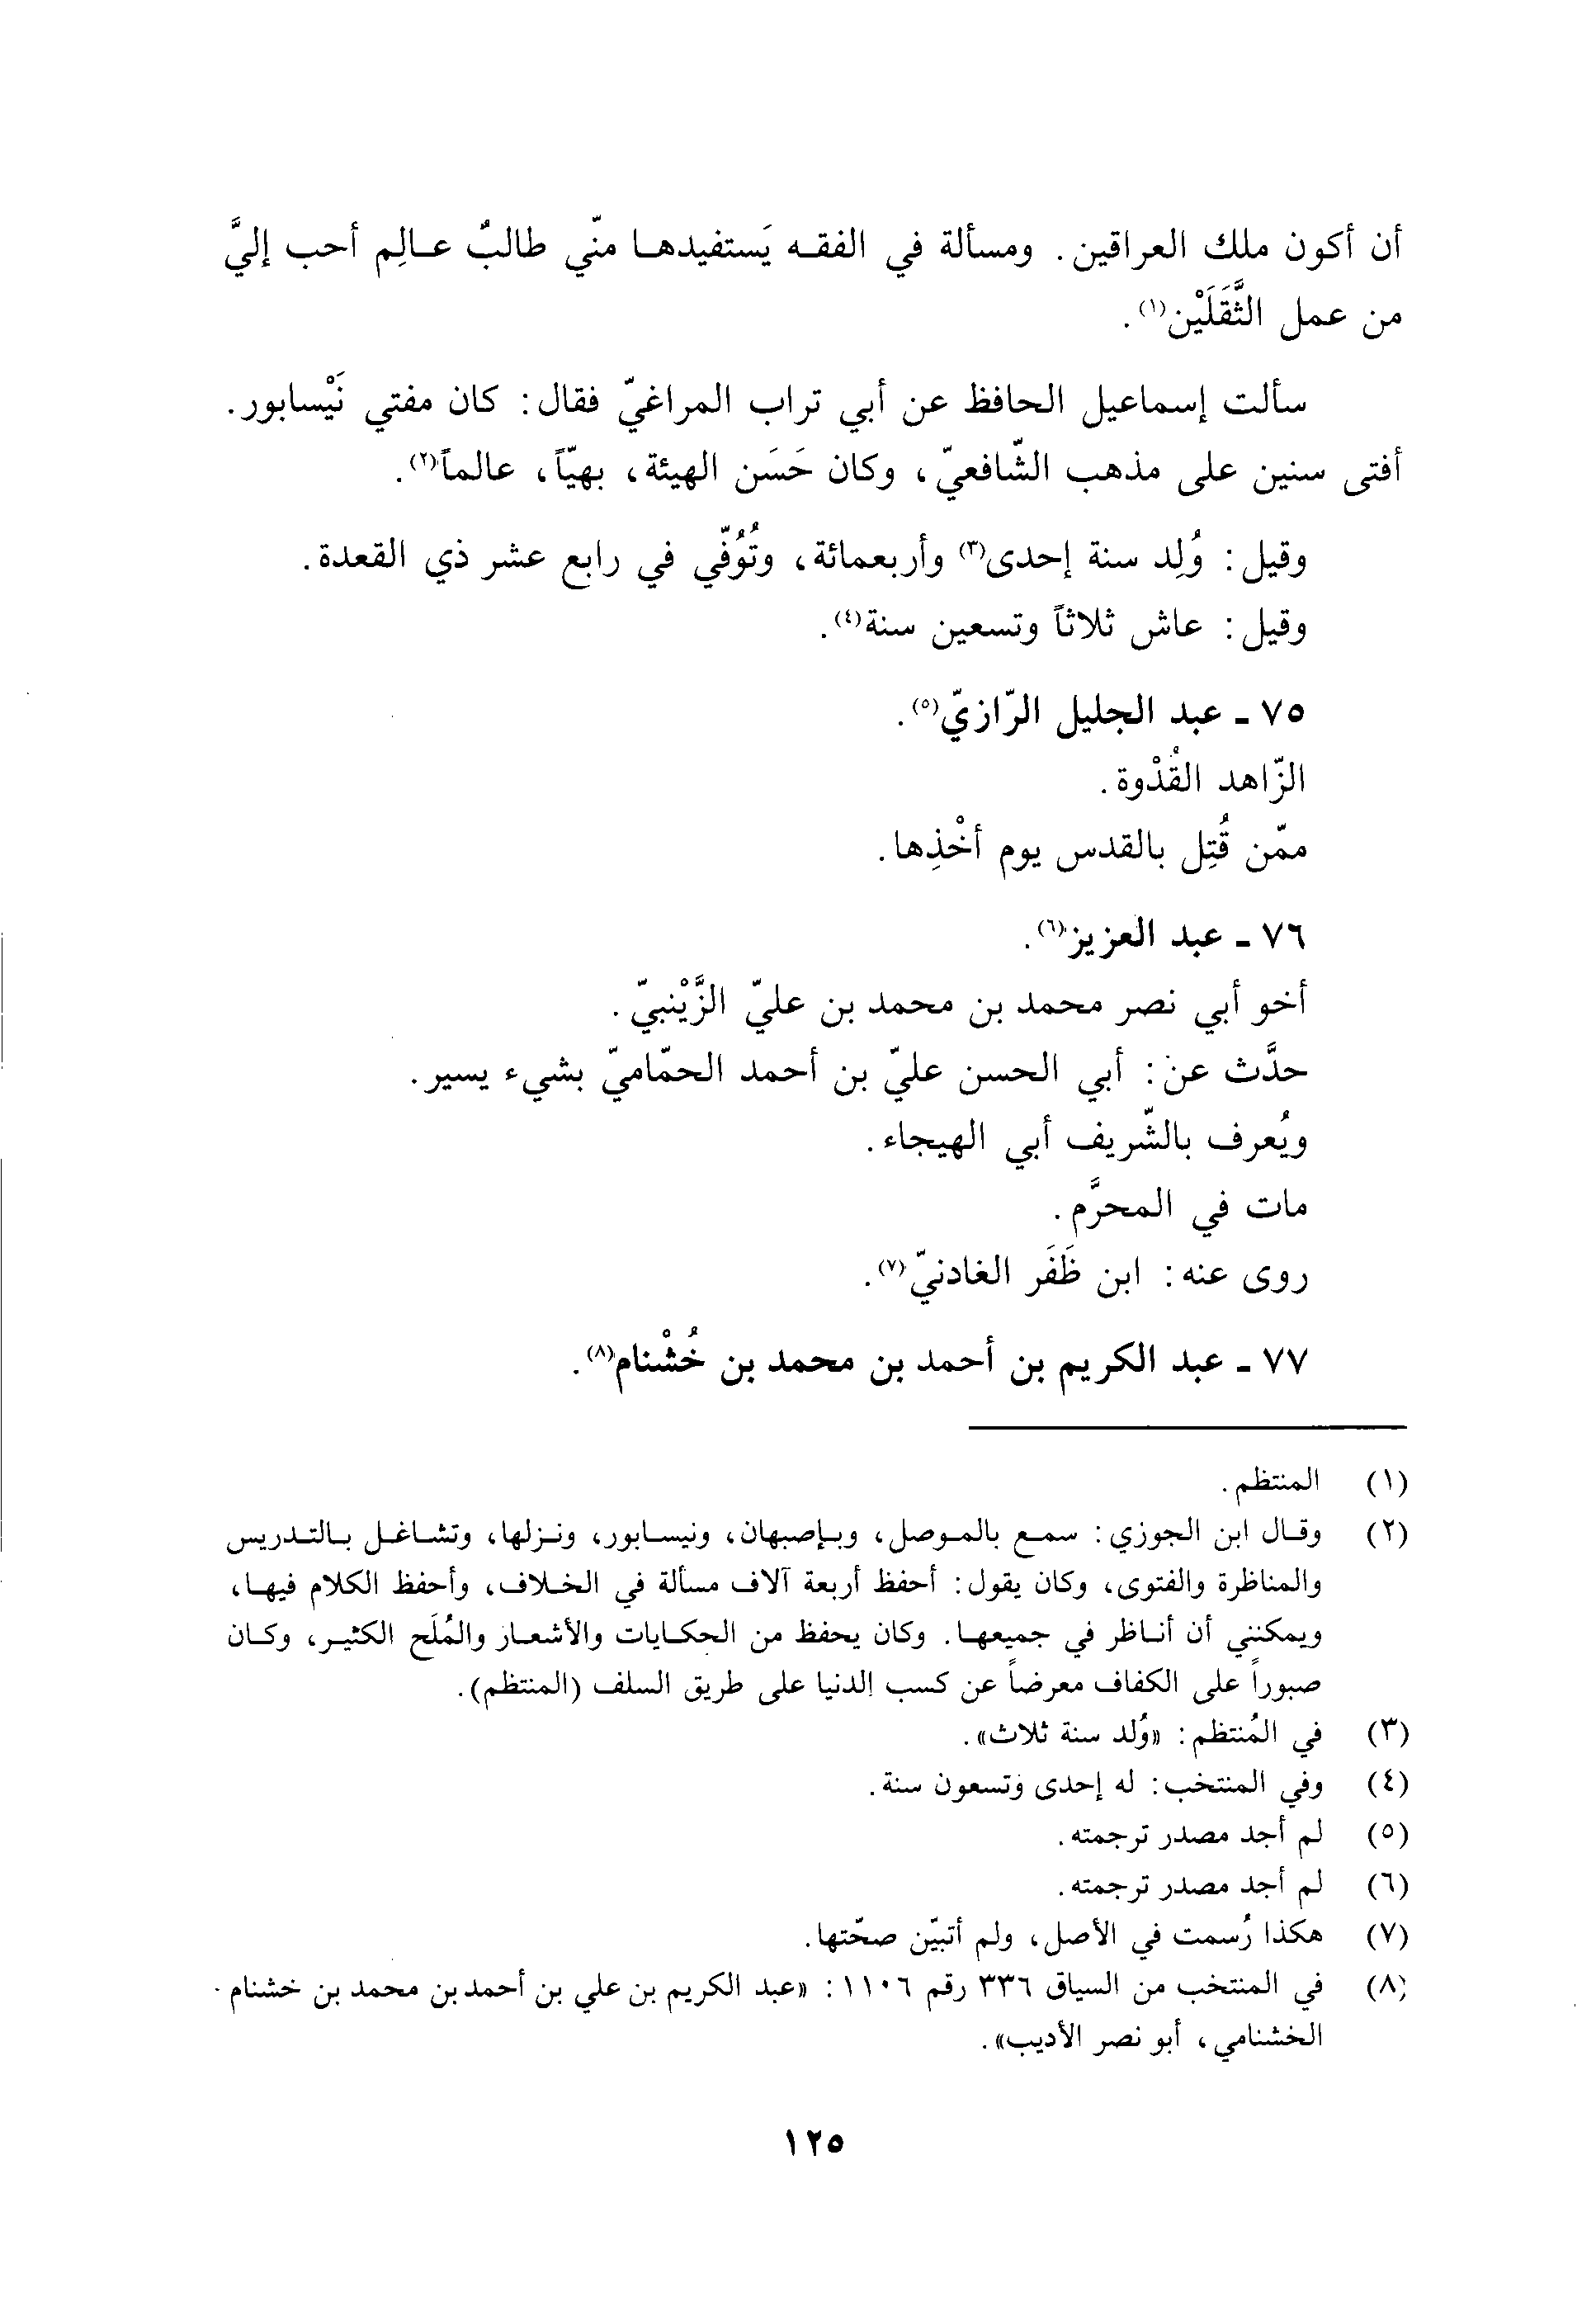 أن أكون ملك العراقين. ومسألة في الفقه يَستفيدها منّي طالبٌ عالِم أحب إليَّ
من عمل الثَّقَلَيْن(١).
سألت إسماعيل الحافظ عن أبي تراب المراغيّ فقال: كان مفتي نَيْسابور.
أفتى سنين على مذهب الشّافعيّ، وكان حَسَن الهيئة، بهيّاً، عالماً(٢).
وقيل: وُلِد سنة إحدى(٣) وأربعمائة، وتُوُفّي في رابع عشر ذي القعدة.
وقيل: عاش ثلاثاً وتسعين سنة(٤).
٧٥ ـ عبد الجليل الرّازيّ(٥).
الزّاهد القُدْوة.
ممّن قُتِل بالقدس يوم أخْذِها.
٧٦ ـ عبد العزيز(٦).
أخو أبي نصر محمد بن محمد بن عليّ الزَّيْنبيّ.
حدَّث عن: أبي الحسن عليّ بن أحمد الحمّاميّ بشيء يسير.
ويُعرف بالشّريف أبي الهيجاء.
مات في المحرَّم.
روى عنه: ابن ظَفَر الغادنيّ(٧).
٧٧ ـ عبد الكريم بن أحمد بن محمد بن خُشْنام(٨).
(١) المنتظم.
(٢) وقال ابن الجوزي: سمع بالموصل، وبإصبهان، ونيسابور، ونزلها، وتشاغل بالتدريس
والمناظرة والفتوى، وكان يقول: أحفظ أربعة آلاف مسألة في الخلاف، وأحفظ الكلام فيها،
ويمكنني أن أناظر في جميعها. وكان يحفظ من الحكايات والأشعار والمُلَح الكثير، وكان
صبوراً على الكفاف معرضاً عن كسب الدنيا على طريق السلف (المنتظم).
(٣) في المُنتظم: «وُلد سنة ثلاث».
(٤) وفي المنتخب: له إحدى وتسعون سنة.
(٥) لم أجد مصدر ترجمته.
(٦) لم أجد مصدر ترجمته.
(٧) هكذا رُسمت في الأصل، ولم أتبيّن صحّتها.
(٨) في المنتخب من السياق ٣٣٦ رقم ١١٠٦: «عبد الكريم بن علي بن أحمد بن محمد بن خشنام
الخشنامي، أبو نصر الأديب».
١٢٥